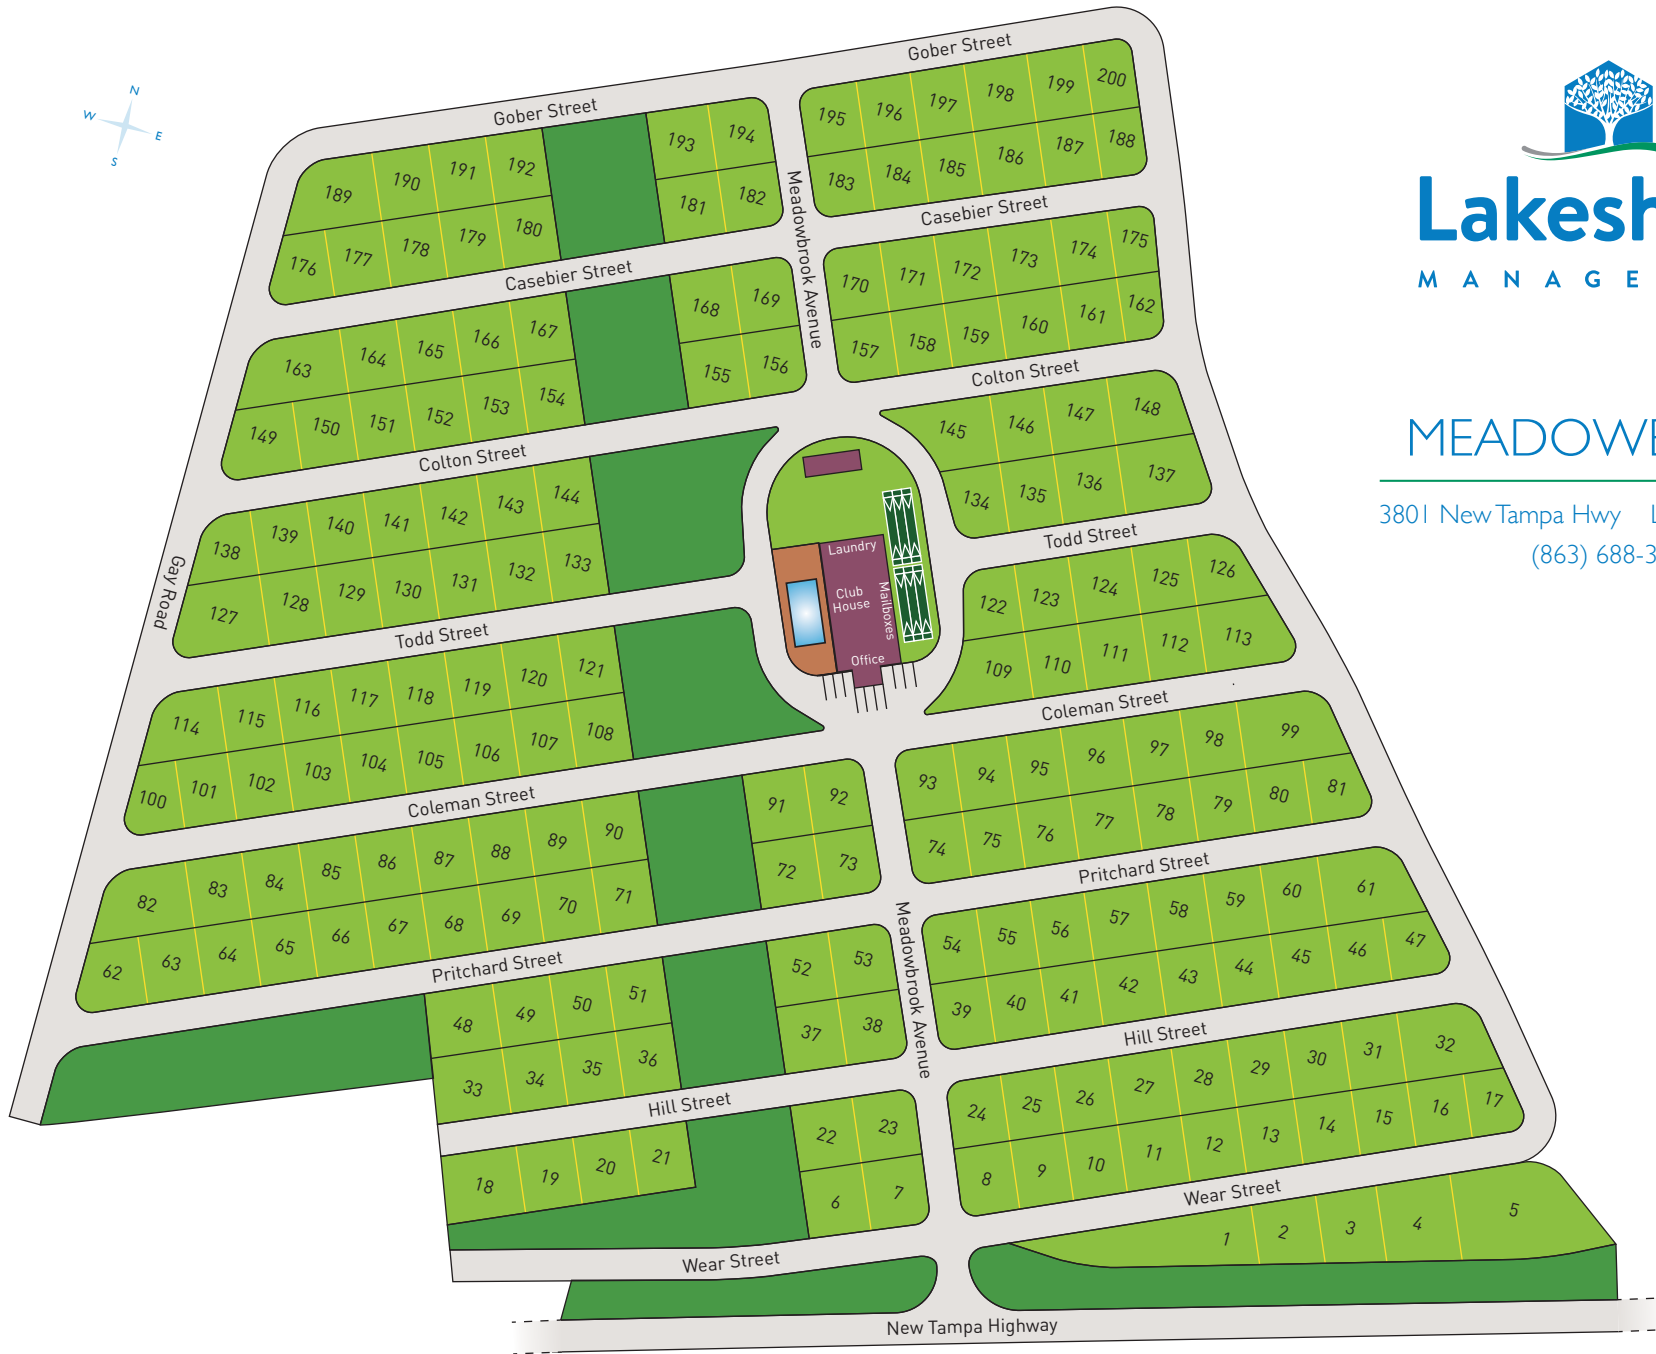 Gober Street
Gober Street
N
W
E
S
195 196 197 198 199 200
193 194
189 190 191 192
183 184 185 186 187 188
181 182
176 177 178 179 180
Meadowbrook Avenue
Casebier Street
Casebier Street
170 171 172 173 174 175
168 169
163 164 165 166 167
157 158 159 160 161 162
155 156
149 150 151 152 153 154
Colton Street
Colton Street
145 146 147 148
138 139 140 141 142 143 144
134 135 136 137
127 128 129 130 131 132 133
Gay Road
Laundry
Club
House
Mailboxes
Office
Todd Street
Todd Street
122 123 124 125 126
114 115 116 117 118 119 120 121
109 110 111 112 113
100 101 102 103 104 105 106 107 108
Coleman Street
Coleman Street
93 94 95 96 97 98 99
91 92
82 83 84 85 86 87 88 89 90
74 75 76 77 78 79 80 81
72 73
62 63 64 65 66 67 68 69 70 71
Pritchard Street
Pritchard Street
Meadowbrook Avenue
54 55 56 57 58 59 60 61
52 53
48 49 50 51
39 40 41 42 43 44 45 46 47
37 38
33 34 35 36
Hill Street
Hill Street
24 25 26 27 28 29 30 31 32
22 23
18 19 20 21
8 9 10 11 12 13 14 15 16 17
6 7
Wear Street
Wear Street
1 2 3 4 5
New Tampa Highway
Lakesh
MANAGE
MEADOWB
3801 New Tampa Hwy L
(863) 688-3